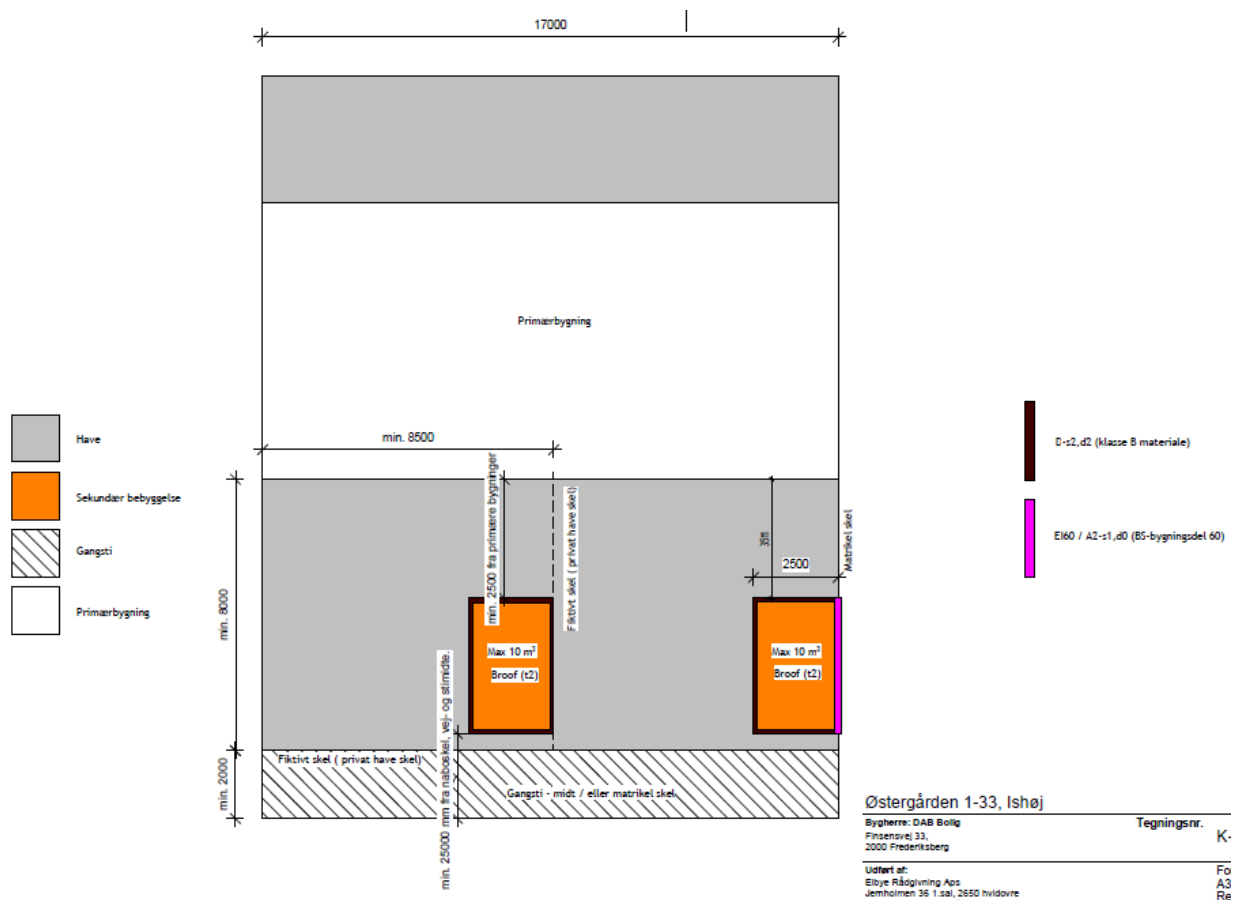 17000
Primærbygning
min. 8500
Have
Sekundær bebyggelse
Gangsti
Primærbygning
D-s2,d2 (klasse B materiale)
EI60 / A2-s1,d0 (BS-bygningsdel 60)
min. 2500 fra primære bygninger
Fiktivt skel ( privat have skel)
2500
Matrikel skel
min. 8000
Max 10 m²
Broof (t2)
Max 10 m²
Broof (t2)
min. 25000 mm fra naboskel, vej- og stimidte.
min. 2000
Fiktivt skel ( privat have skel)
Gangsti - midt / eller matrikel skel
Østergården 1-33, Ishøj
Bygherre: DAB Bolig
Finsensvej 33,
2000 Frederiksberg
Tegningsnr.
K-
Udført af:
Elbye Rådgivning Aps
Jernholmen 36 1.sal, 2650 hvidovre
Fo
A3
Re